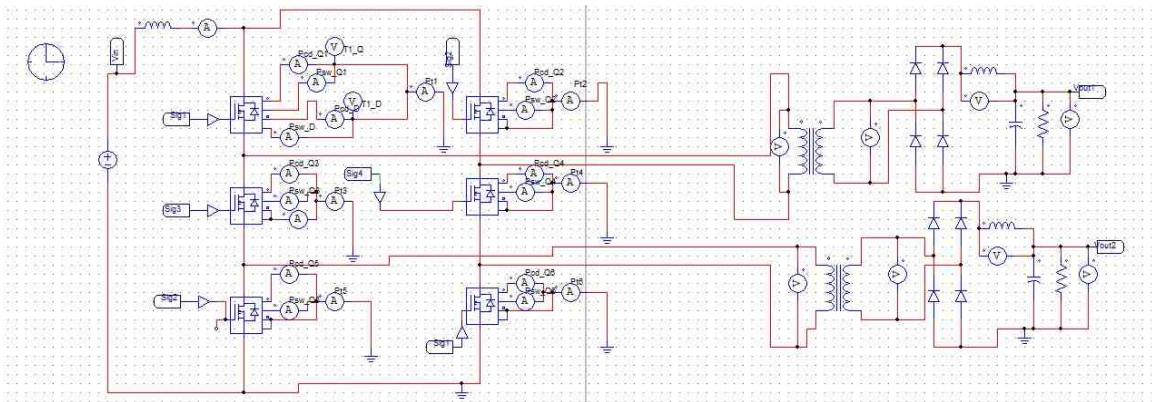 Vin
A
Sig1
Pcd_Q1
V
T1_Q
A
Psw_Q1
A
V
T1_D
Pcd_D
A
Psw_D
A
Pt1
A
Sig2
Pcd_Q2
A
A
Pt2
A
Sig3
Pcd_Q3
A
A
A
Pt3
A
Sig4
Pcd_Q4
A
A
Pt4
A
Sig2
Pcd_Q5
A
A
Pt5
A
Sig1
Pcd_Q6
A
A
Pt6
A
V
V
V
V
Vout1
V
V
V
V
Vout2